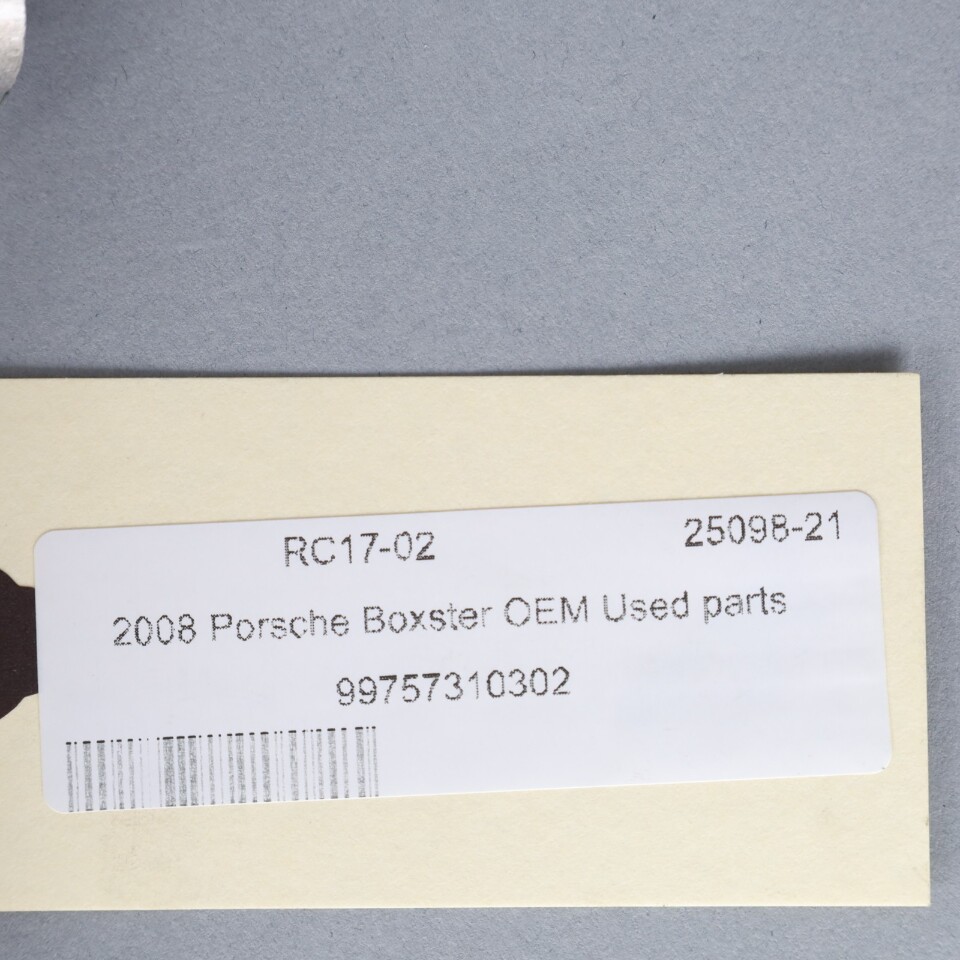 RC17-02 25098-21
2008 Porsche Boxster OEM Used parts
99757310302